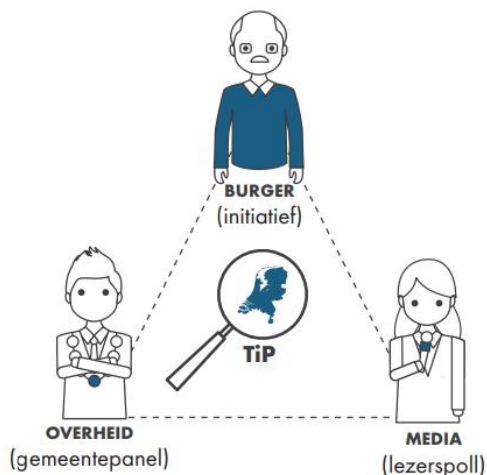 BURGER
(initiatief)
TiP
OVERHEID
(gemeentepanel)
MEDIA
(lezerspoll)